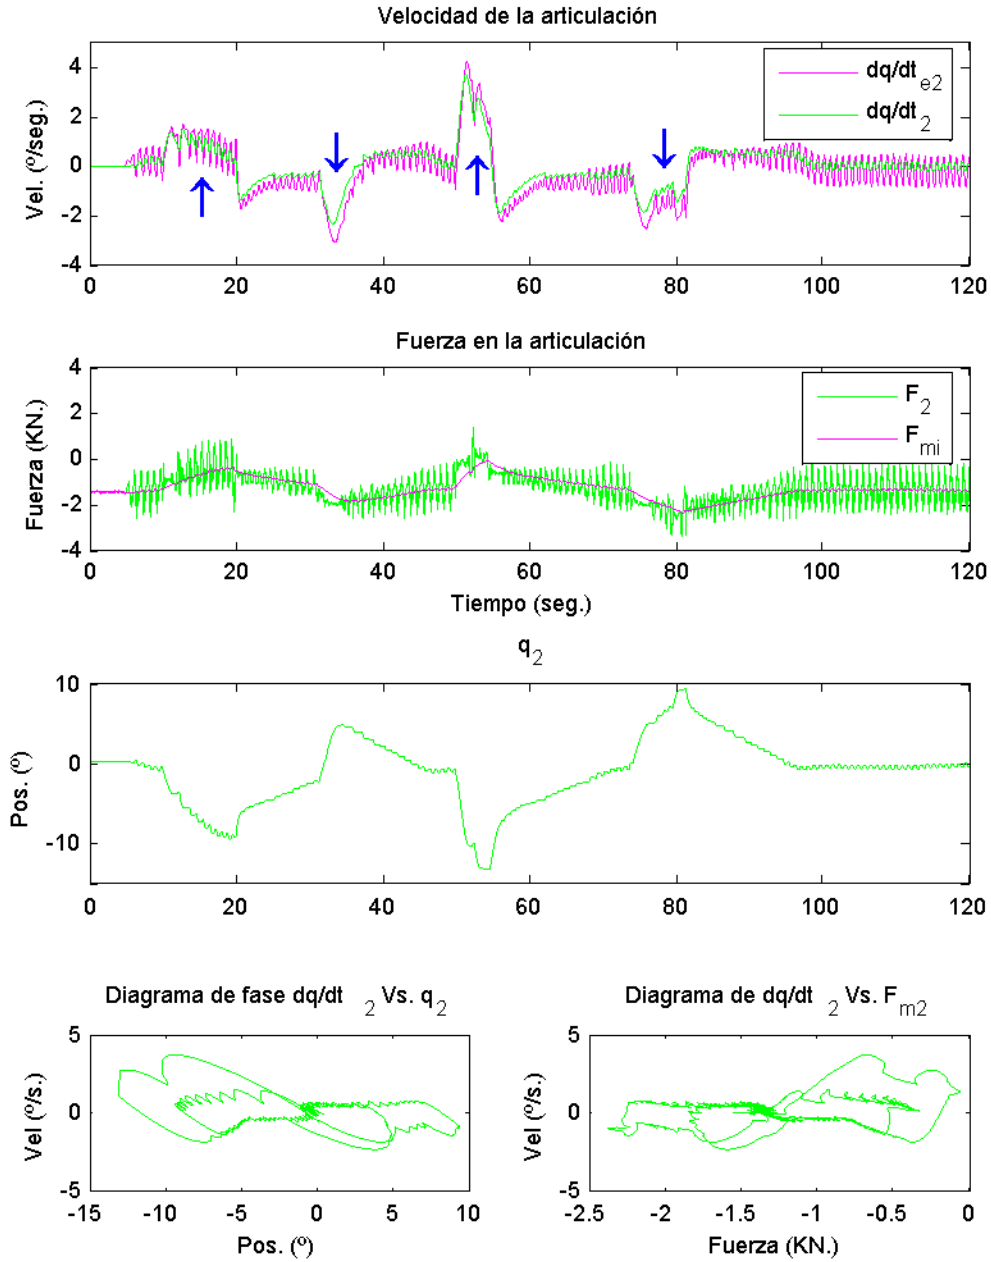 Velocidad de la articulación
4
2
0
-2
-4
Vel. (º/seg.)
dq/dt e2
dq/dt 2
0 20 40 60 80 100 120
Fuerza en la articulación
4
2
0
-2
-4
Fuerza (KN.)
F 2
F mi
0 20 40 60 80 100 120
Tiempo (seg.)
q 2
10
0
-10
Pos. (º)
0 20 40 60 80 100 120
Diagrama de fase dq/dt 2 Vs. q 2
5
0
-5
Vel (º/s.)
-15 -10 -5 0 5 10
Pos. (º)
Diagrama de dq/dt 2 Vs. F m2
5
0
-5
Vel (º/s.)
-2.5 -2 -1.5 -1 -0.5 0
Fuerza (KN.)